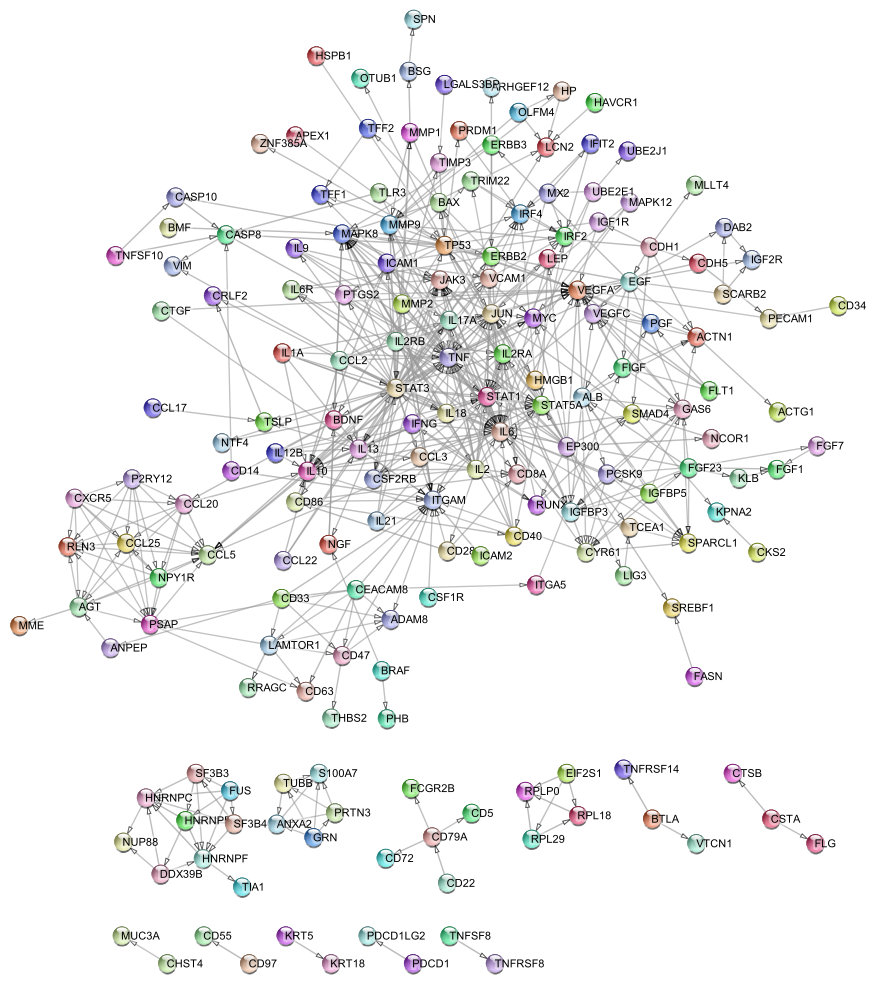 SPN
HSPB1
OTUB1
BSG
LGALS3BP
ARHGEF12
HP
HAVCR1
OLFM4
ZNF385A
APEX1
TFF2
MMP1
PRDM1
ERBB3
LCN2
IFIT2
UBE2J1
TIMP3
CASP10
TFF1
TLR3
TRIM22
BAX
MX2
UBE2E1
MAPK12
MLLT4
BMF
CASP8
MAPK8
MMP9
IRF4
IRF2
IGF1R
DAB2
TNFSF10
VIM
IL9
ICAM1
TP53
ERBB2
LEP
CDH1
CDH5
IGF2R
CRLF2
IL6R
PTGS2
JAK3
VCAM1
VEGFA
EGF
SCARB2
CTGF
MMP2
IL17A
JUN
MYC
VEGFC
PGF
PECAM1
CD34
ACTN1
IL1A
CCL2
IL2RB
TNF
IL2RA
FIGF
STAT3
STAT1
HMGB1
ALB
FLT1
CCL17
TSLP
BDNF
IL18
STAT5A
SMAD4
GAS6
ACTG1
NTF4
IL12B
IL13
IFNG
IL6
EP300
NCOR1
FGF7
CD14
IL10
CCL3
IL2
CD8A
PCSK9
FGF23
KLB
FGF1
P2RY12
CSF2RB
CXCR5
CCL20
CD86
ITGAM
RUN
IGFBP3
IGFBP5
KPNA2
IL21
TCEA1
RLN3
CCL25
CCL5
NGF
CD40
CYR61
SPARCL1
CKS2
CCL22
CD28
ICAM2
NPY1R
LIG3
AGT
CD33
CEACAM8
CSF1R
ITGA5
SREBF1
MME
PSAP
ADAM8
ANPEP
LAMTOR1
CD47
BRAF
FASN
RRAGC
CD63
THBS2
PHB
SF3B3
HNRNPC
FUS
TUBB
S100A7
FCGR2B
EIF2S1
TNFRSF14
CTSB
RPLP0
SF3B4
ANXA2
PRTN3
CD5
RPL18
BTLA
CSTA
NUP88
GRN
CD79A
RPL29
VTCN1
FLG
HNRNPF
CD72
DDX39B
TIA1
CD22
MUC3A
CD55
KRT5
PDCD1LG2
TNFSF8
CHST4
CD97
KRT18
PDCD1
TNFRSF8